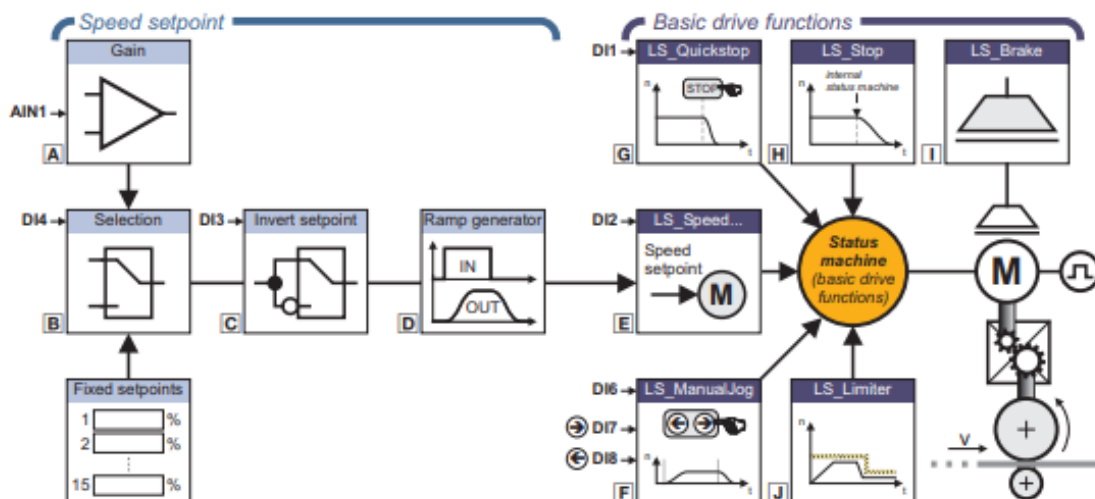 Speed setpoint
Basic drive functions
Gain
AIN1
A
DI1
LS_Quickstop
n
STOP
t
G
LS_Stop
n
internal
status machine
t
H
LS_Brake
I
DI4
Selection
B
DI3
Invert setpoint
C
Ramp generator
IN
OUT
D
DI2
LS_Speed...
Speed
setpoint
M
E
Status
machine
(basic drive
functions)
M
Fixed setpoints
1 %
2 %
15 %
DI6
DI7
DI8
LS_ManualJog
n
t
F
LS_Limiter
n
t
J
V